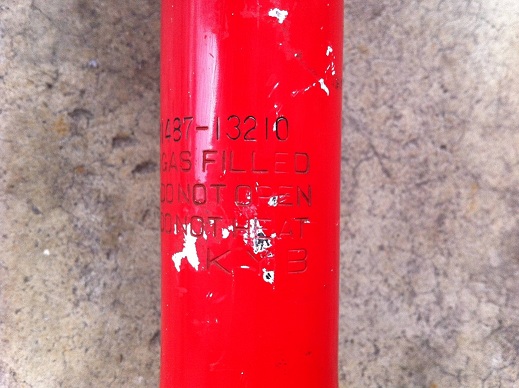 487-13210
GAS FILLED
DO NOT OPEN
DO NOT HEAT
KYB